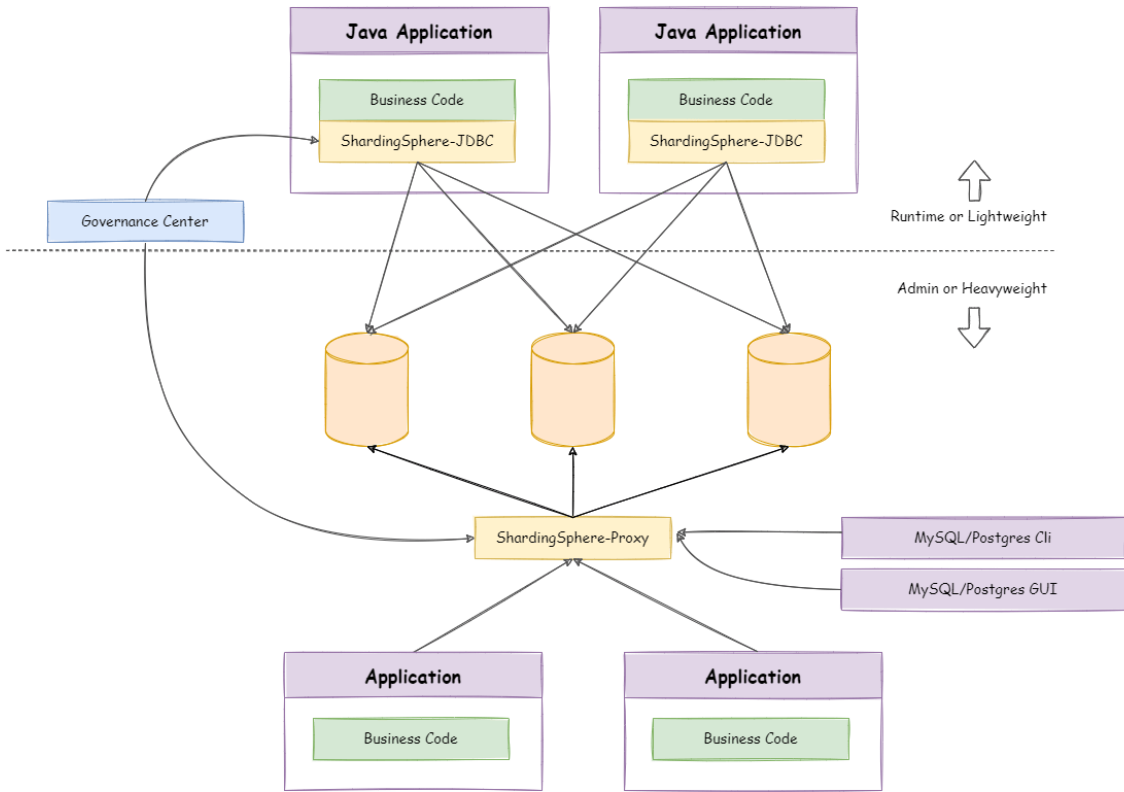 Java Application
Java Application
Business Code
Business Code
ShardingSphere-JDBC
ShardingSphere-JDBC
Governance Center
Runtime or Lightweight
Admin or Heavyweight
ShardingSphere-Proxy
MySQL/Postgres Cli
MySQL/Postgres GUI
Application
Application
Business Code
Business Code